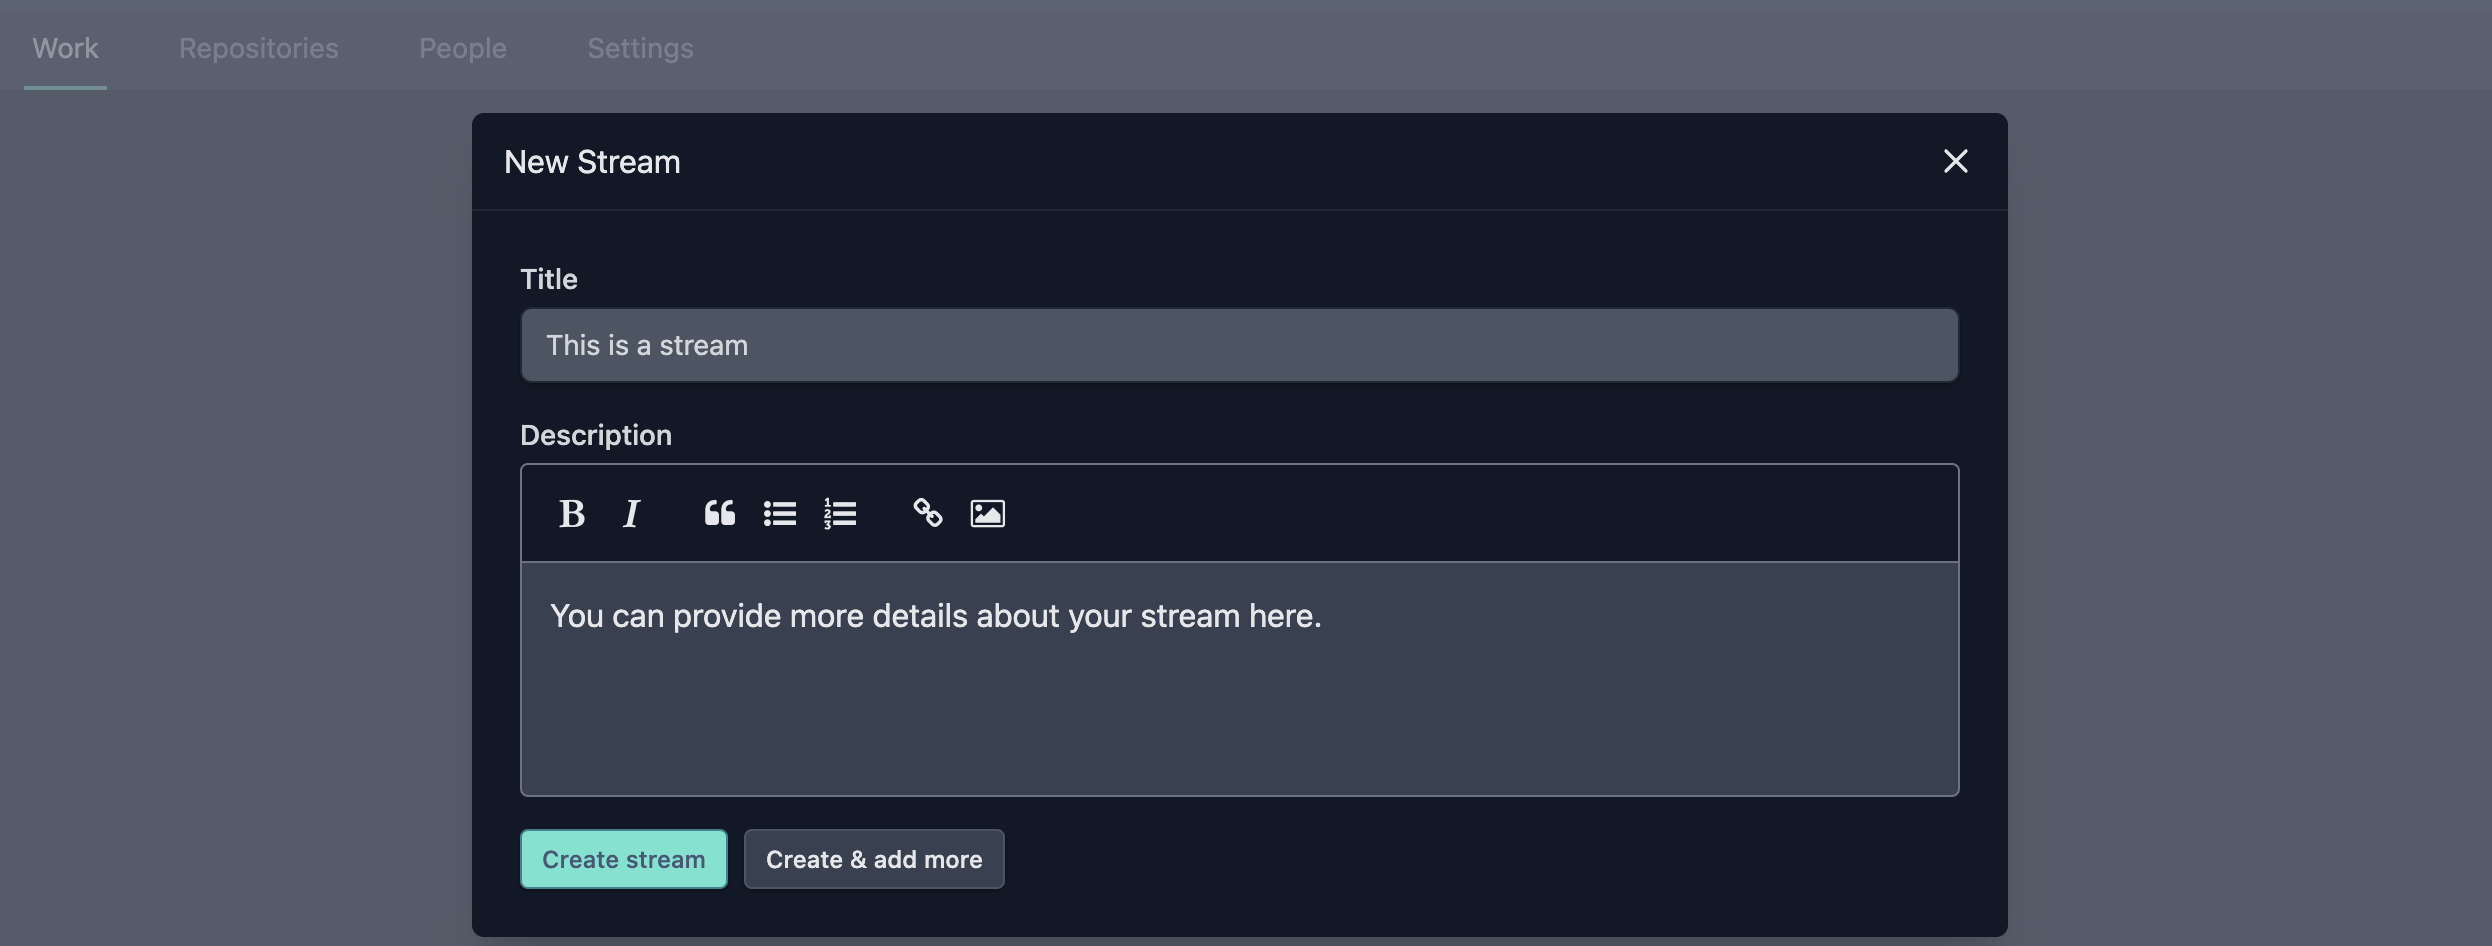 Work Repositories People Settings
New Stream
Title
This is a stream
Description
B I
You can provide more details about your stream here.
Create stream Create & add more